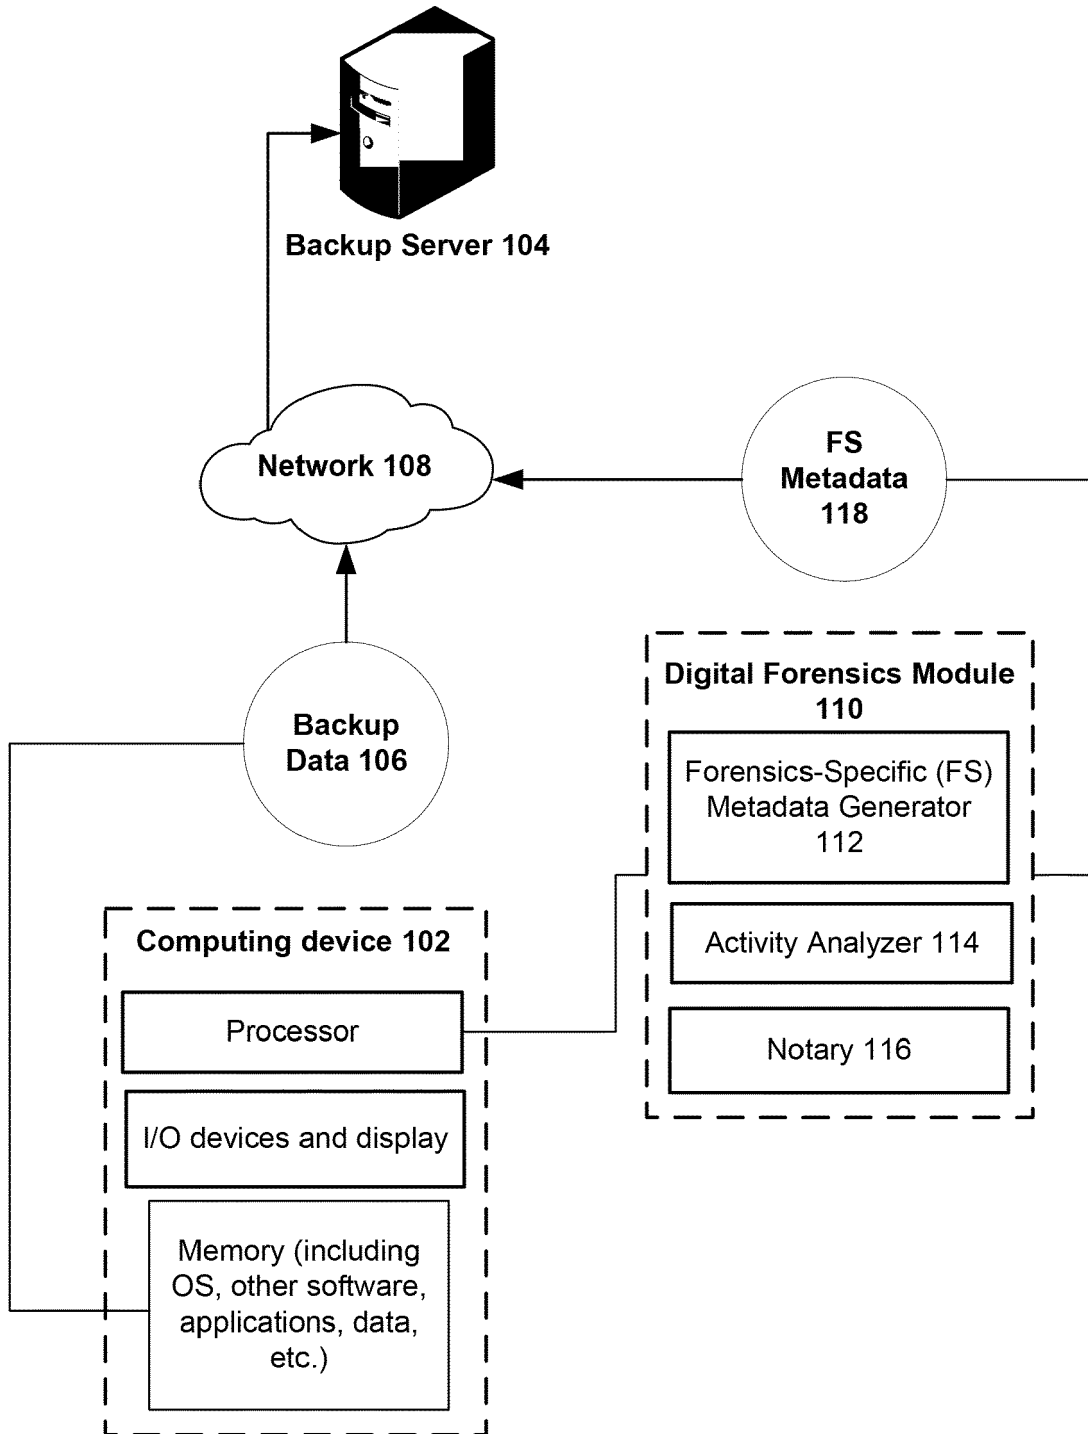 Backup Server 104
Network 108
FS
Metadata
118
Backup
Data 106
Digital Forensics Module
110
Forensics-Specific (FS)
Metadata Generator
112
Activity Analyzer 114
Notary 116
Computing device 102
Processor
I/O devices and display
Memory (including
OS, other software,
applications, data,
etc.)